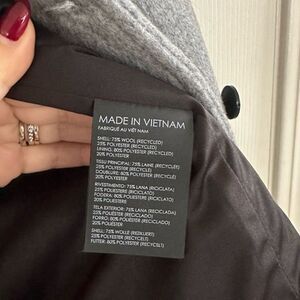 MADE IN VIETNAM
FABRIQUÉ AU VIÊT NAM
SHELL: 75% WOOL (RECYCLED)
25% POLYESTER (RECYCLED)
LINING: 80% POLYESTER (RECYCLED)
20% POLYESTER
TISSU PRINCIPAL: 75% LAINE (RECYCLÉE)
25% POLYESTER (RECYCLÉ)
DOUBLURE: 80% POLYESTER (RECYCLÉ)
20% POLYESTER
RIVESTIMENTO: 75% LANA (RICICLATA)
25% POLIESTERE (RICICLATO)
FODERA: 80% POLIESTERE (RICICLATO)
20% POLIESTERE
TELA EXTERIOR: 75% LANA (RECICLADA)
25% POLIÉSTER (RECICLADO)
FORRO: 80% POLIÉSTER (RECICLADO)
20% POLIÉSTER
SHELL: 75% WOLLE (RECYCELT)
25% POLYESTER (RECYCELT)
FUTTER: 80% POLYESTER (RECYCELT)